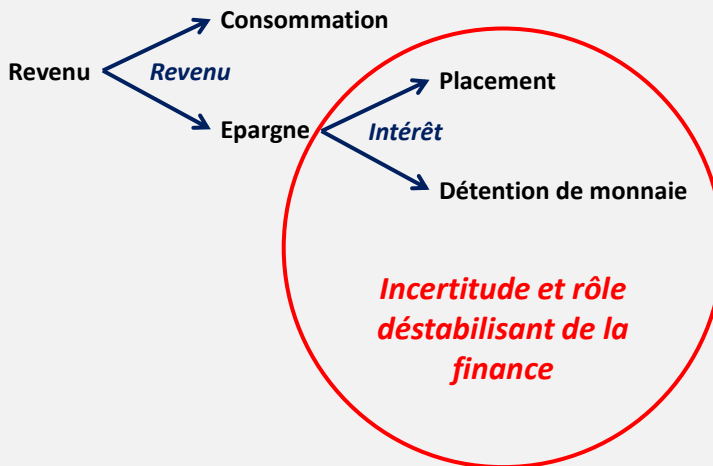 Consommation
Revenu
Revenu
Placement
Epargne
Intérêt
Détention de monnaie
Incertitude et rôle
déstabilisant de la
finance